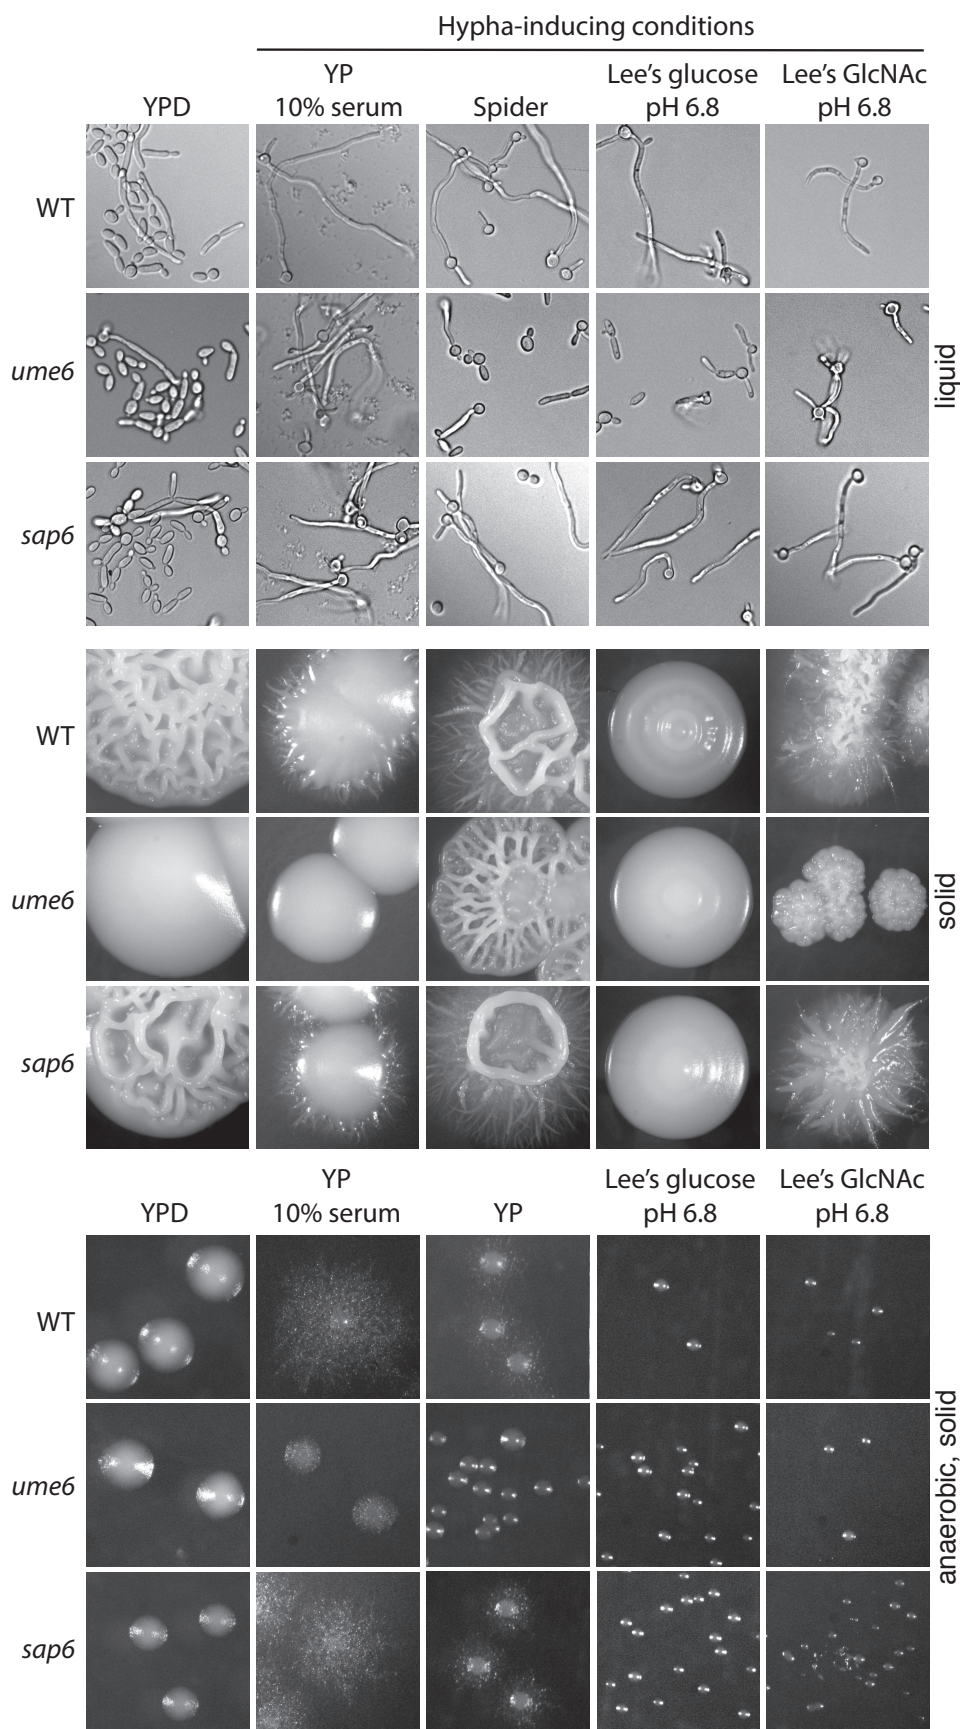 Hypha-inducing conditions
YPD
YP
10% serum
Spider
Lee's glucose
pH 6.8
Lee's GlcNAc
pH 6.8
WT
ume6
sap6
liquid
WT
ume6
sap6
solid
YPD
YP
10% serum
YP
Lee's glucose
pH 6.8
Lee's GlcNAc
pH 6.8
WT
ume6
sap6
anaerobic, solid